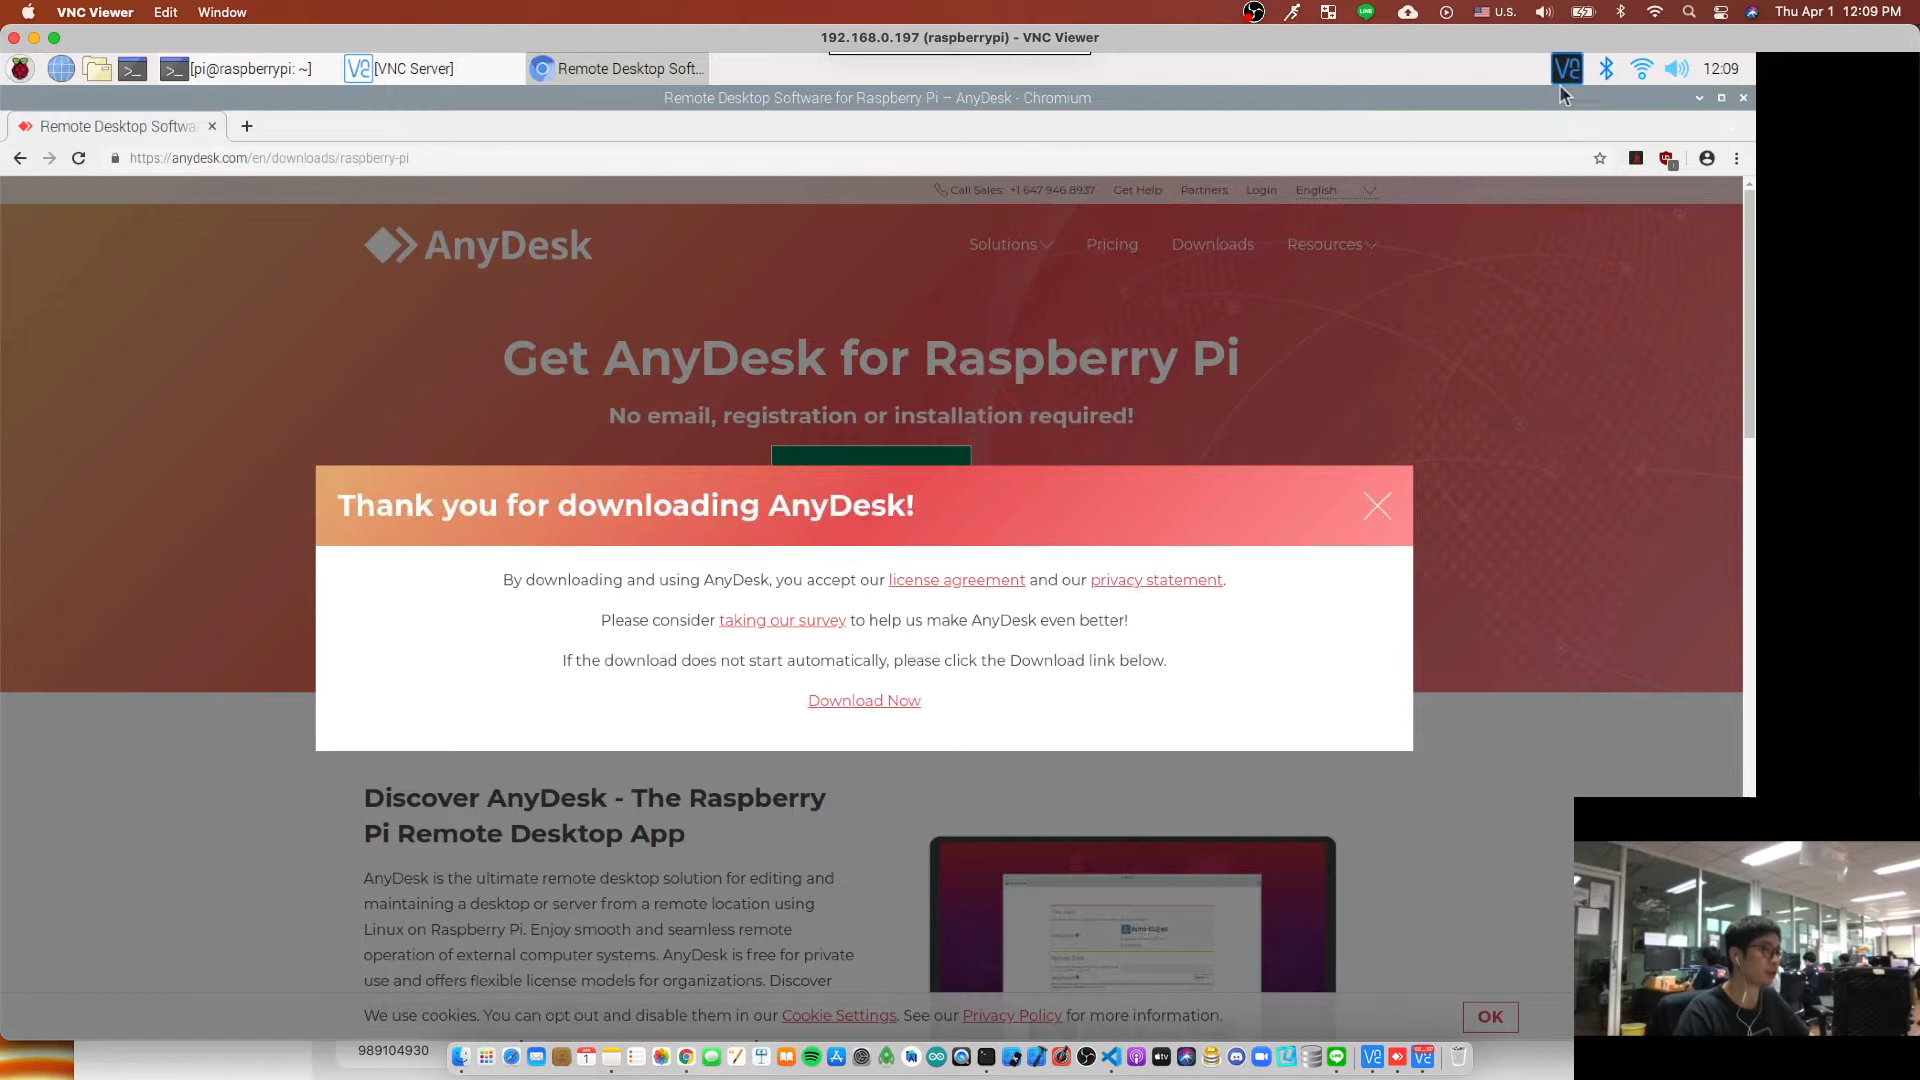 VNC Viewer Edit Window U.S. Thu Apr 1 12:09 PM
192.168.0.197 (raspberrypi) - VNC Viewer
[pi@raspberrypi: ~] [VNC Server] Remote Desktop Soft... 12:09
Remote Desktop Software for Raspberry Pi – AnyDesk - Chromium
Remote Desktop Softwa
https://anydesk.com/en/downloads/raspberry-pi
Call Sales: +1 647 946 8937 Get Help Partners Login English
AnyDesk Solutions Pricing Downloads Resources
Get AnyDesk for Raspberry Pi
No email, registration or installation required!
Thank you for downloading AnyDesk!
By downloading and using AnyDesk, you accept our license agreement and our privacy statement.
Please consider taking our survey to help us make AnyDesk even better!
If the download does not start automatically, please click the Download link below.
Download Now
Discover AnyDesk - The Raspberry
Pi Remote Desktop App
AnyDesk is the ultimate remote desktop solution for editing and
maintaining a desktop or server from a remote location using
Linux on Raspberry Pi. Enjoy smooth and seamless remote
operation of external computer systems. AnyDesk is free for private
use and offers flexible license models for organizations. Discover
We use cookies. You can opt out and disable them in our Cookie Settings. See our Privacy Policy for more information. OK
989104930